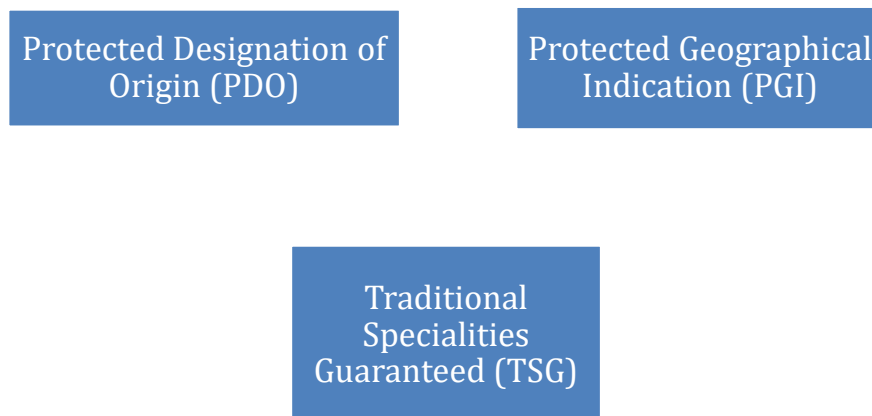 Protected Designation of
Origin (PDO)
Protected Geographical
Indication (PGI)
Traditional
Specialities
Guaranteed (TSG)